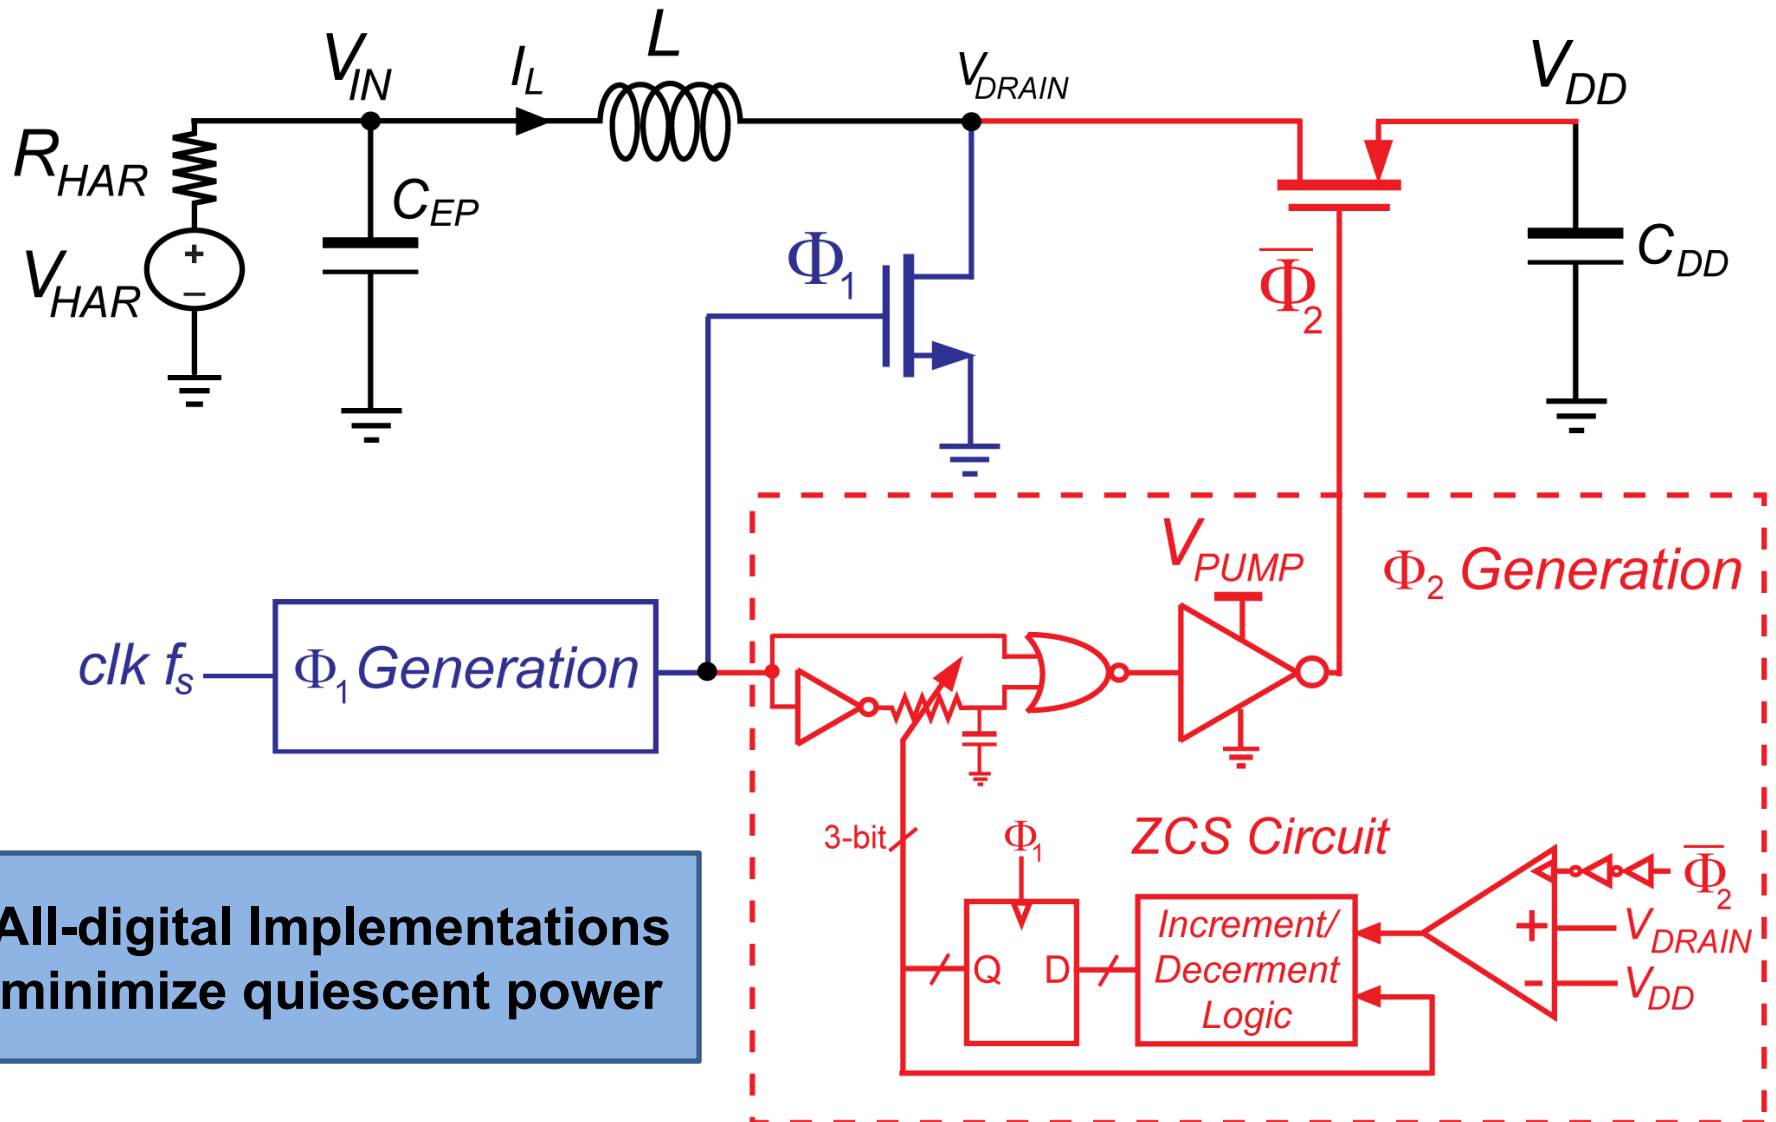 V_IN
I_L
L
V_DRAIN
V_DD
R_HAR
C_EP
V_HAR
+
–
Φ_1
Φ̅_2
C_DD
V_PUMP
Φ_2 Generation
clk f_s
Φ_1 Generation
3-bit
Φ_1
ZCS Circuit
Q
D
Increment/
Decerment
Logic
+
-
Φ̅_2
V_DRAIN
V_DD
All-digital Implementations
minimize quiescent power